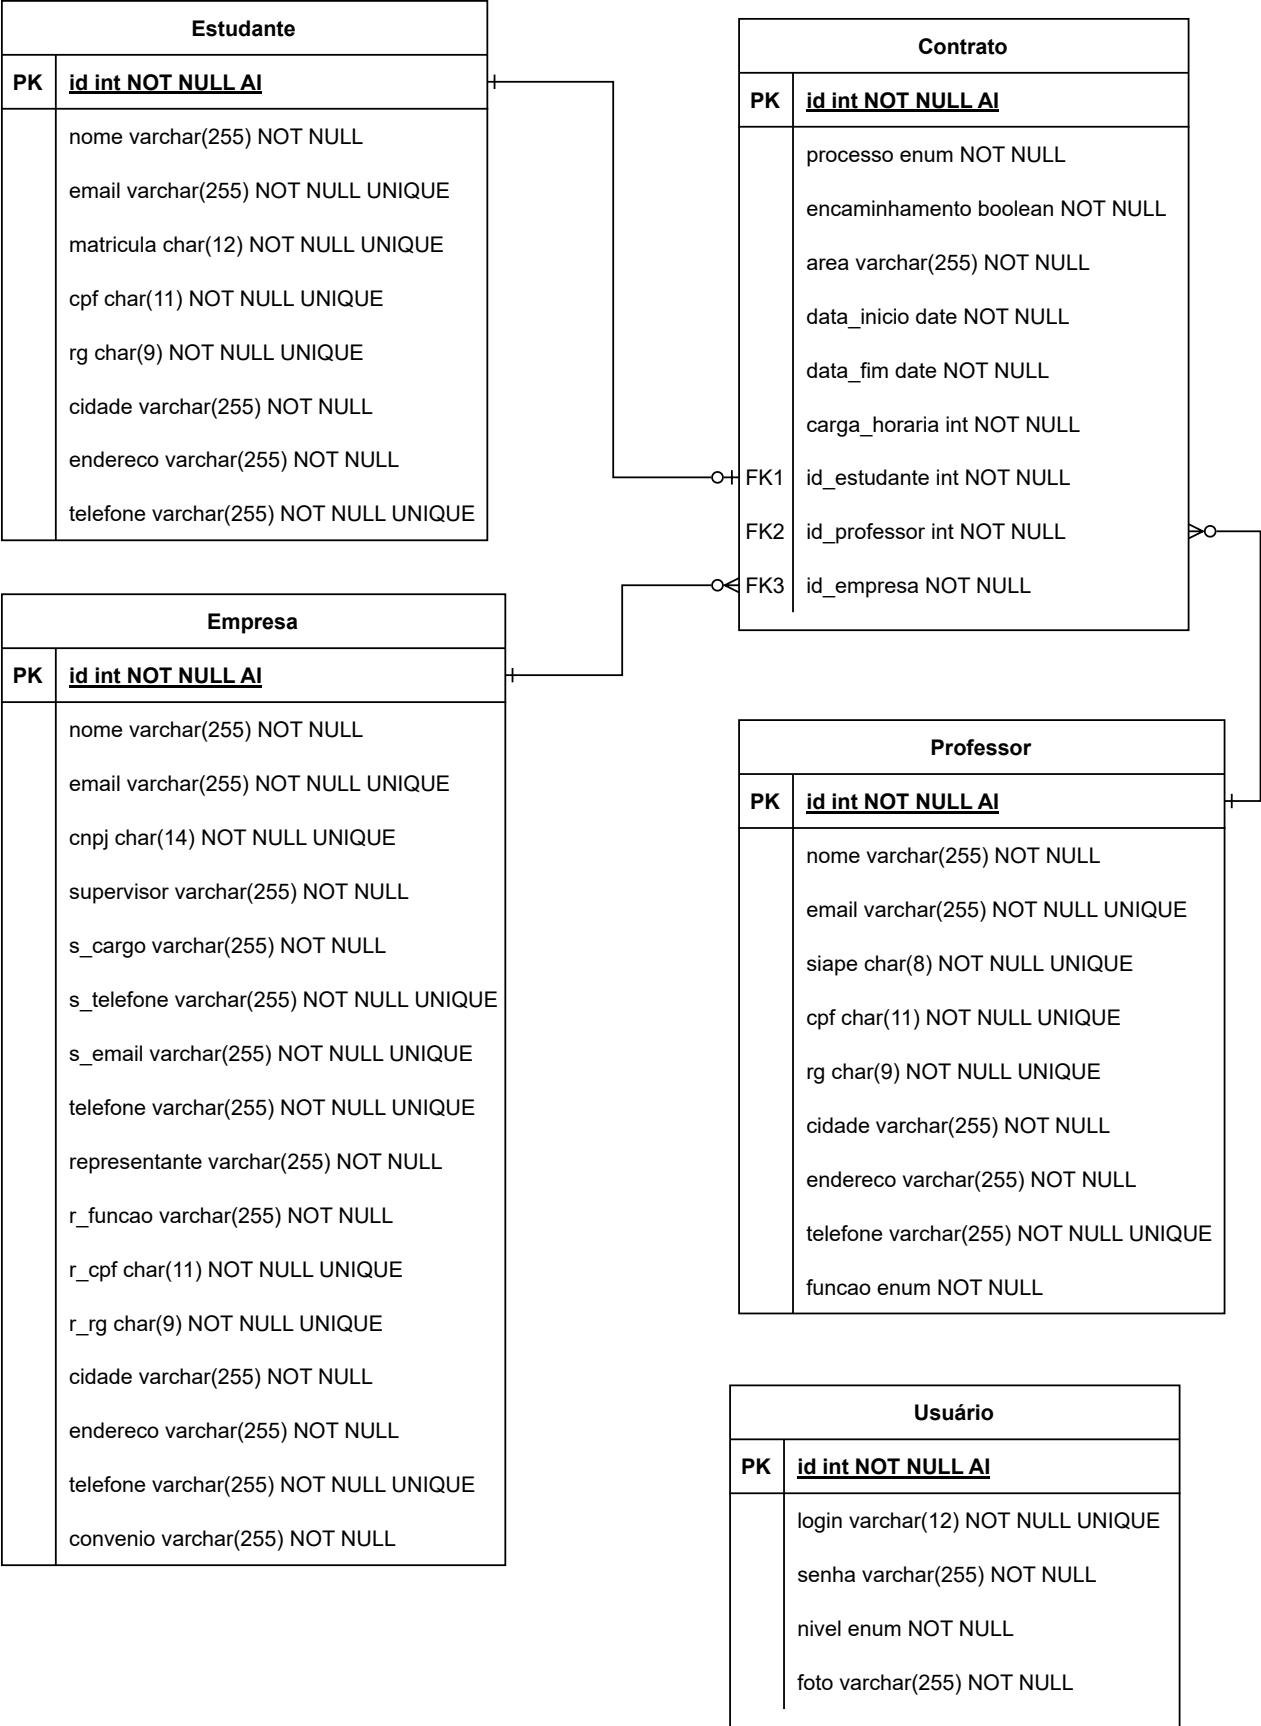 Estudante
PK id int NOT NULL AI
nome varchar(255) NOT NULL
email varchar(255) NOT NULL UNIQUE
matricula char(12) NOT NULL UNIQUE
cpf char(11) NOT NULL UNIQUE
rg char(9) NOT NULL UNIQUE
cidade varchar(255) NOT NULL
endereco varchar(255) NOT NULL
telefone varchar(255) NOT NULL UNIQUE
Contrato
PK id int NOT NULL AI
processo enum NOT NULL
encaminhamento boolean NOT NULL
area varchar(255) NOT NULL
data_inicio date NOT NULL
data_fim date NOT NULL
carga_horaria int NOT NULL
FK1 id_estudante int NOT NULL
FK2 id_professor int NOT NULL
FK3 id_empresa NOT NULL
Empresa
PK id int NOT NULL AI
nome varchar(255) NOT NULL
email varchar(255) NOT NULL UNIQUE
cnpj char(14) NOT NULL UNIQUE
supervisor varchar(255) NOT NULL
s_cargo varchar(255) NOT NULL
s_telefone varchar(255) NOT NULL UNIQUE
s_email varchar(255) NOT NULL UNIQUE
telefone varchar(255) NOT NULL UNIQUE
representante varchar(255) NOT NULL
r_funcao varchar(255) NOT NULL
r_cpf char(11) NOT NULL UNIQUE
r_rg char(9) NOT NULL UNIQUE
cidade varchar(255) NOT NULL
endereco varchar(255) NOT NULL
telefone varchar(255) NOT NULL UNIQUE
convenio varchar(255) NOT NULL
Professor
PK id int NOT NULL AI
nome varchar(255) NOT NULL
email varchar(255) NOT NULL UNIQUE
siape char(8) NOT NULL UNIQUE
cpf char(11) NOT NULL UNIQUE
rg char(9) NOT NULL UNIQUE
cidade varchar(255) NOT NULL
endereco varchar(255) NOT NULL
telefone varchar(255) NOT NULL UNIQUE
funcao enum NOT NULL
Usuário
PK id int NOT NULL AI
login varchar(12) NOT NULL UNIQUE
senha varchar(255) NOT NULL
nivel enum NOT NULL
foto varchar(255) NOT NULL